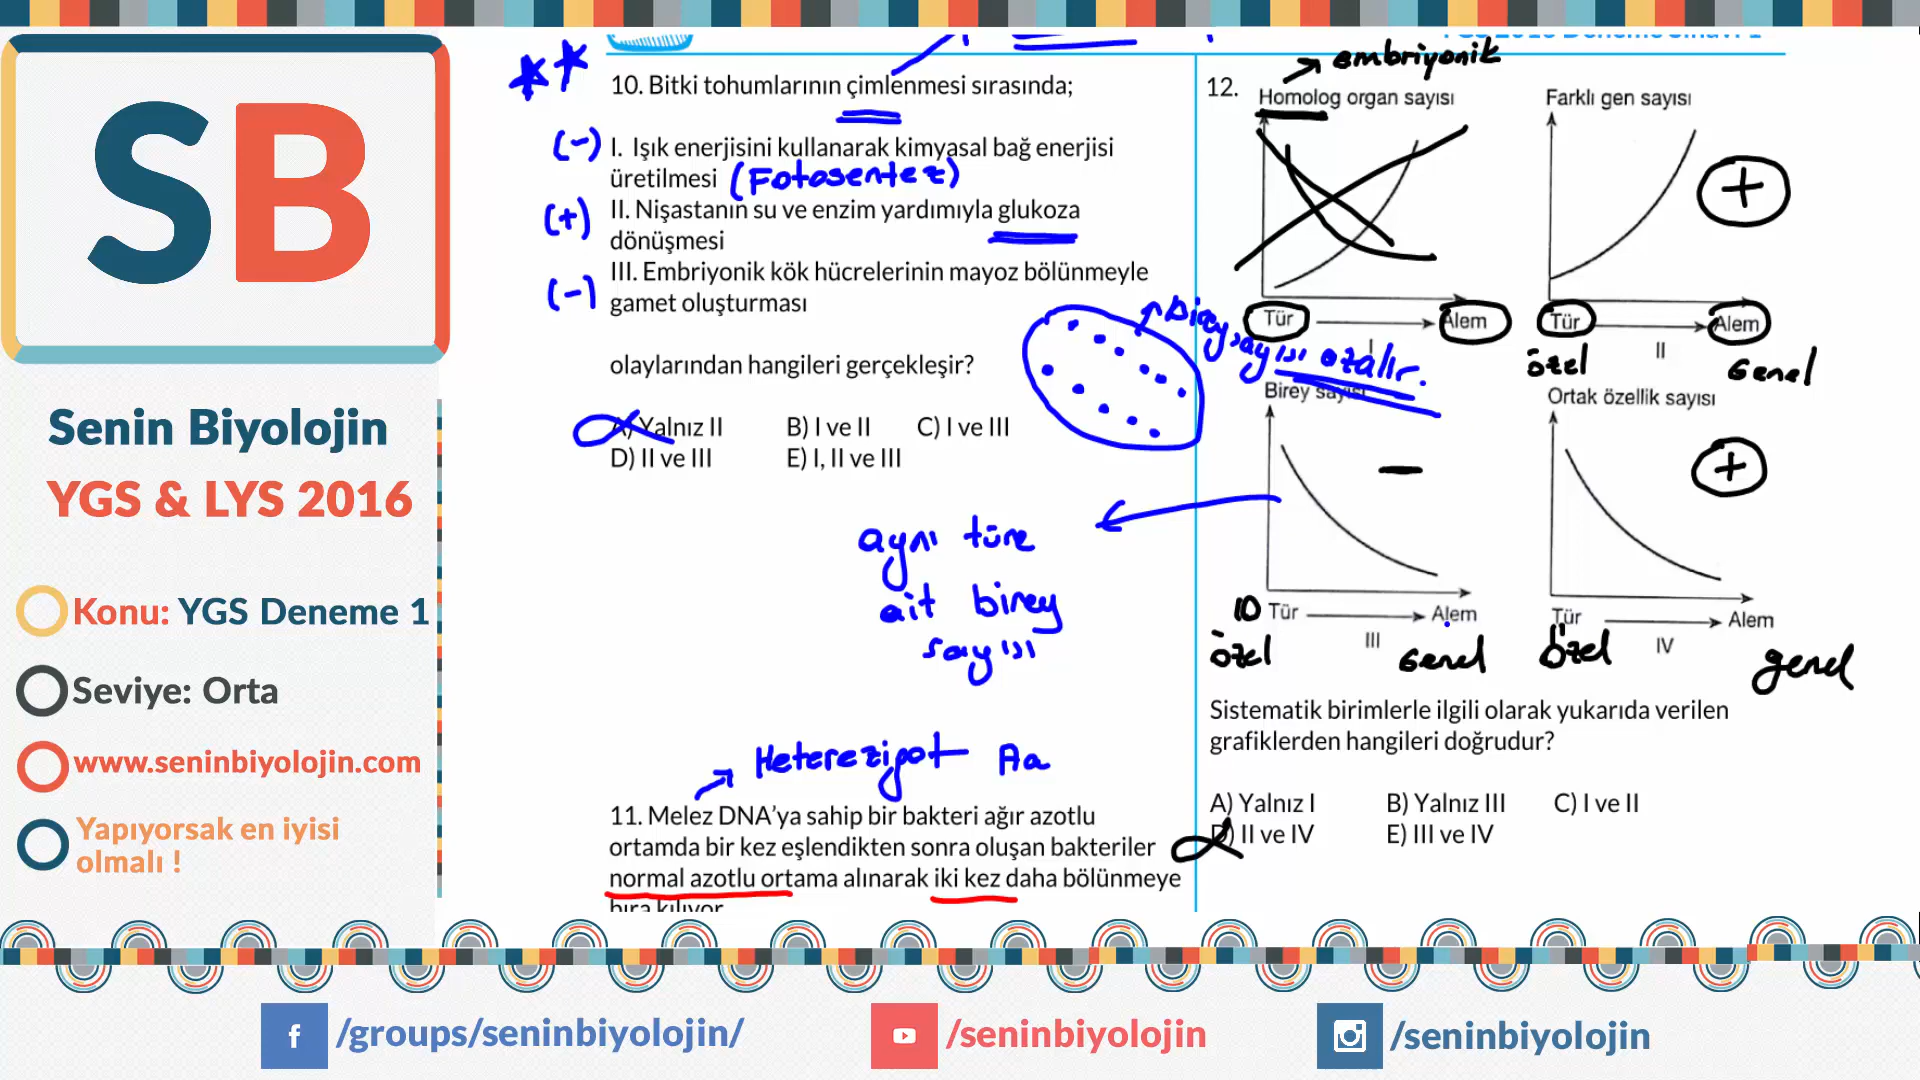 SB
Senin Biyolojin
YGS & LYS 2016
Konu: YGS Deneme 1
Seviye: Orta
www.seninbiyolojin.com
Yapıyorsak en iyisi
olmalı !
10. Bitki tohumlarının çimlenmesi sırasında;
(-) I. Işık enerjisini kullanarak kimyasal bağ enerjisi
üretilmesi (Fotosentez)
(+) II. Nişastanın su ve enzim yardımıyla glukoza
dönüşmesi
(-) III. Embriyonik kök hücrelerinin mayoz bölünmeyle
gamet oluşturması
olaylarından hangileri gerçekleşir?
A) Yalnız II B) I ve II C) I ve III
D) II ve III E) I, II ve III
Birey sayısı azalır.
aynı türe
ait birey
sayısı
Heterezigot Aa
11. Melez DNA'ya sahip bir bakteri ağır azotlu
ortamda bir kez eşlendikten sonra oluşan bakteriler
normal azotlu ortama alınarak iki kez daha bölünmeye
bırakılıyor
embriyonik
12.
Homolog organ sayısı
Tür Alem
I
Farklı gen sayısı
+
Tür Alem
özel II Genel
Birey sayısı
-
10 Tür Alem
özel III Genel
Ortak özellik sayısı
+
Tür Alem
özel IV genel
Sistematik birimlerle ilgili olarak yukarıda verilen
grafiklerden hangileri doğrudur?
A) Yalnız I B) Yalnız III C) I ve II
D) II ve IV E) III ve IV
/groups/seninbiyolojin/
/seninbiyolojin
/seninbiyolojin